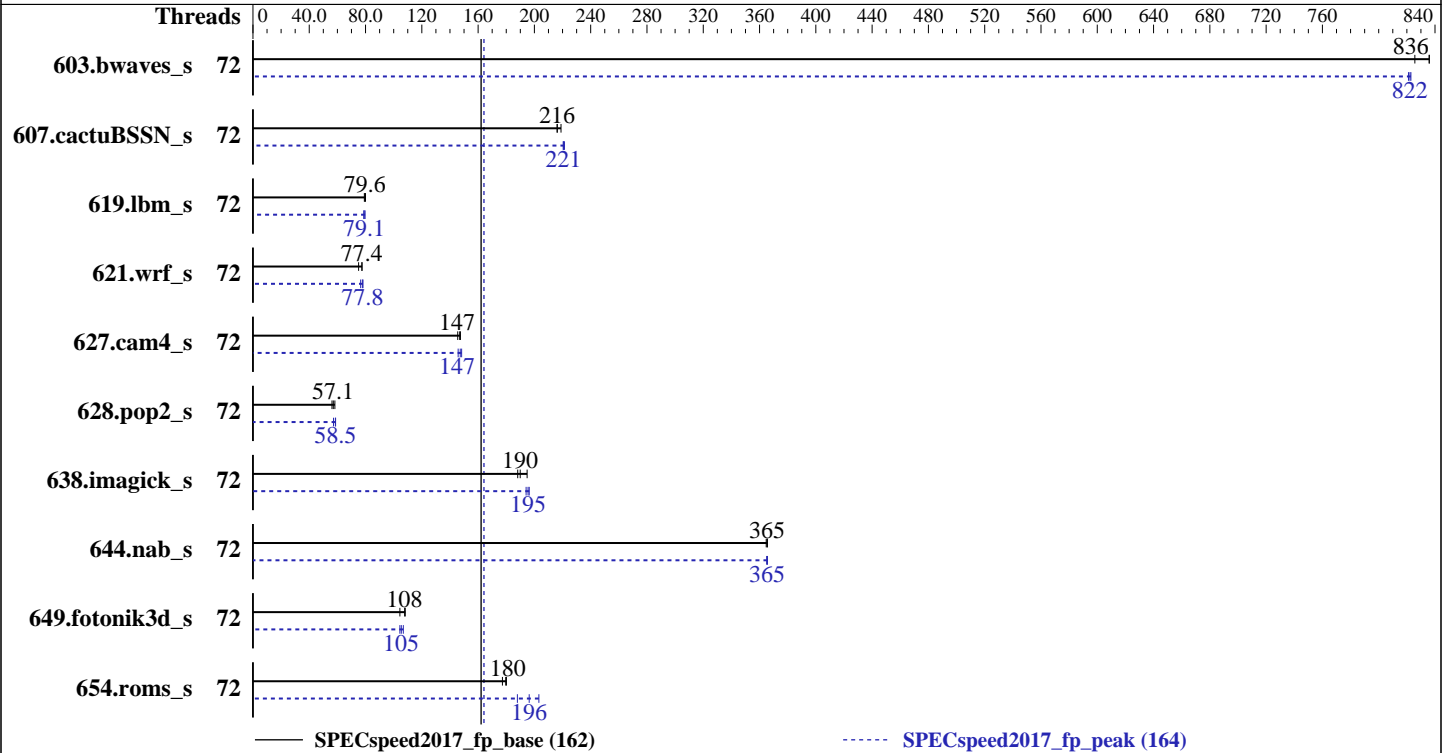 Threads 0 40.0 80.0 120 160 200 240 280 320 360 400 440 480 520 560 600 640 680 720 760 840
836
603.bwaves_s 72
822
216
607.cactuBSSN_s 72
221
79.6
619.lbm_s 72
79.1
77.4
621.wrf_s 72
77.8
147
627.cam4_s 72
147
57.1
628.pop2_s 72
58.5
190
638.imagick_s 72
195
365
644.nab_s 72
365
108
649.fotonik3d_s 72
105
180
654.roms_s 72
196
SPECspeed2017_fp_base (162) SPECspeed2017_fp_peak (164)